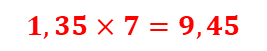 1, 35 × 7 = 9, 45